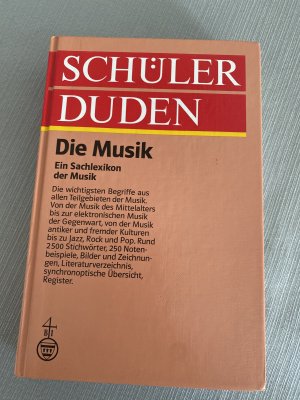 SCHÜLER
DUDEN
Die Musik
Ein Sachlexikon
der Musik
Die wichtigsten Begriffe aus
allen Teilgebieten der Musik.
Von der Musik des Mittelalters
bis zur elektronischen Musik
der Gegenwart, von der Musik
antiker und fremder Kulturen
bis zu Jazz, Rock und Pop. Rund
2500 Stichwörter, 250 Noten-
beispiele, Bilder und Zeichnun-
gen, Literaturverzeichnis,
synchronoptische Übersicht,
Register.